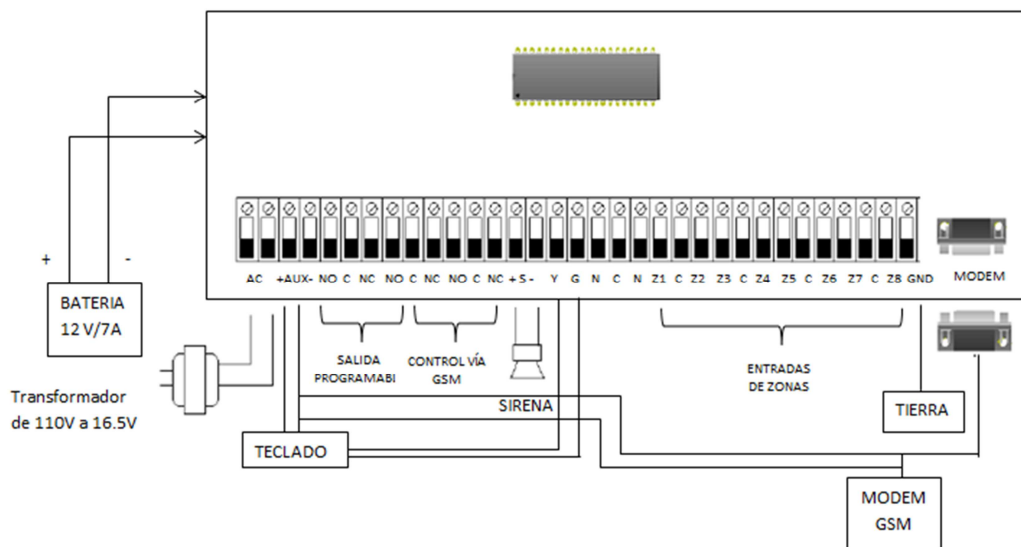 AC +AUX- NO C NC NO C NC NO C NC +S- Y G N C N Z1 C Z2 Z3 C Z4 Z5 C Z6 Z7 C Z8 GND MODEM
+ -
BATERIA
12 V/7A
SALIDA
PROGRAMABI
CONTROL VÍA
GSM
ENTRADAS
DE ZONAS
Transformador
de 110V a 16.5V
SIRENA
TIERRA
TECLADO
MODEM
GSM